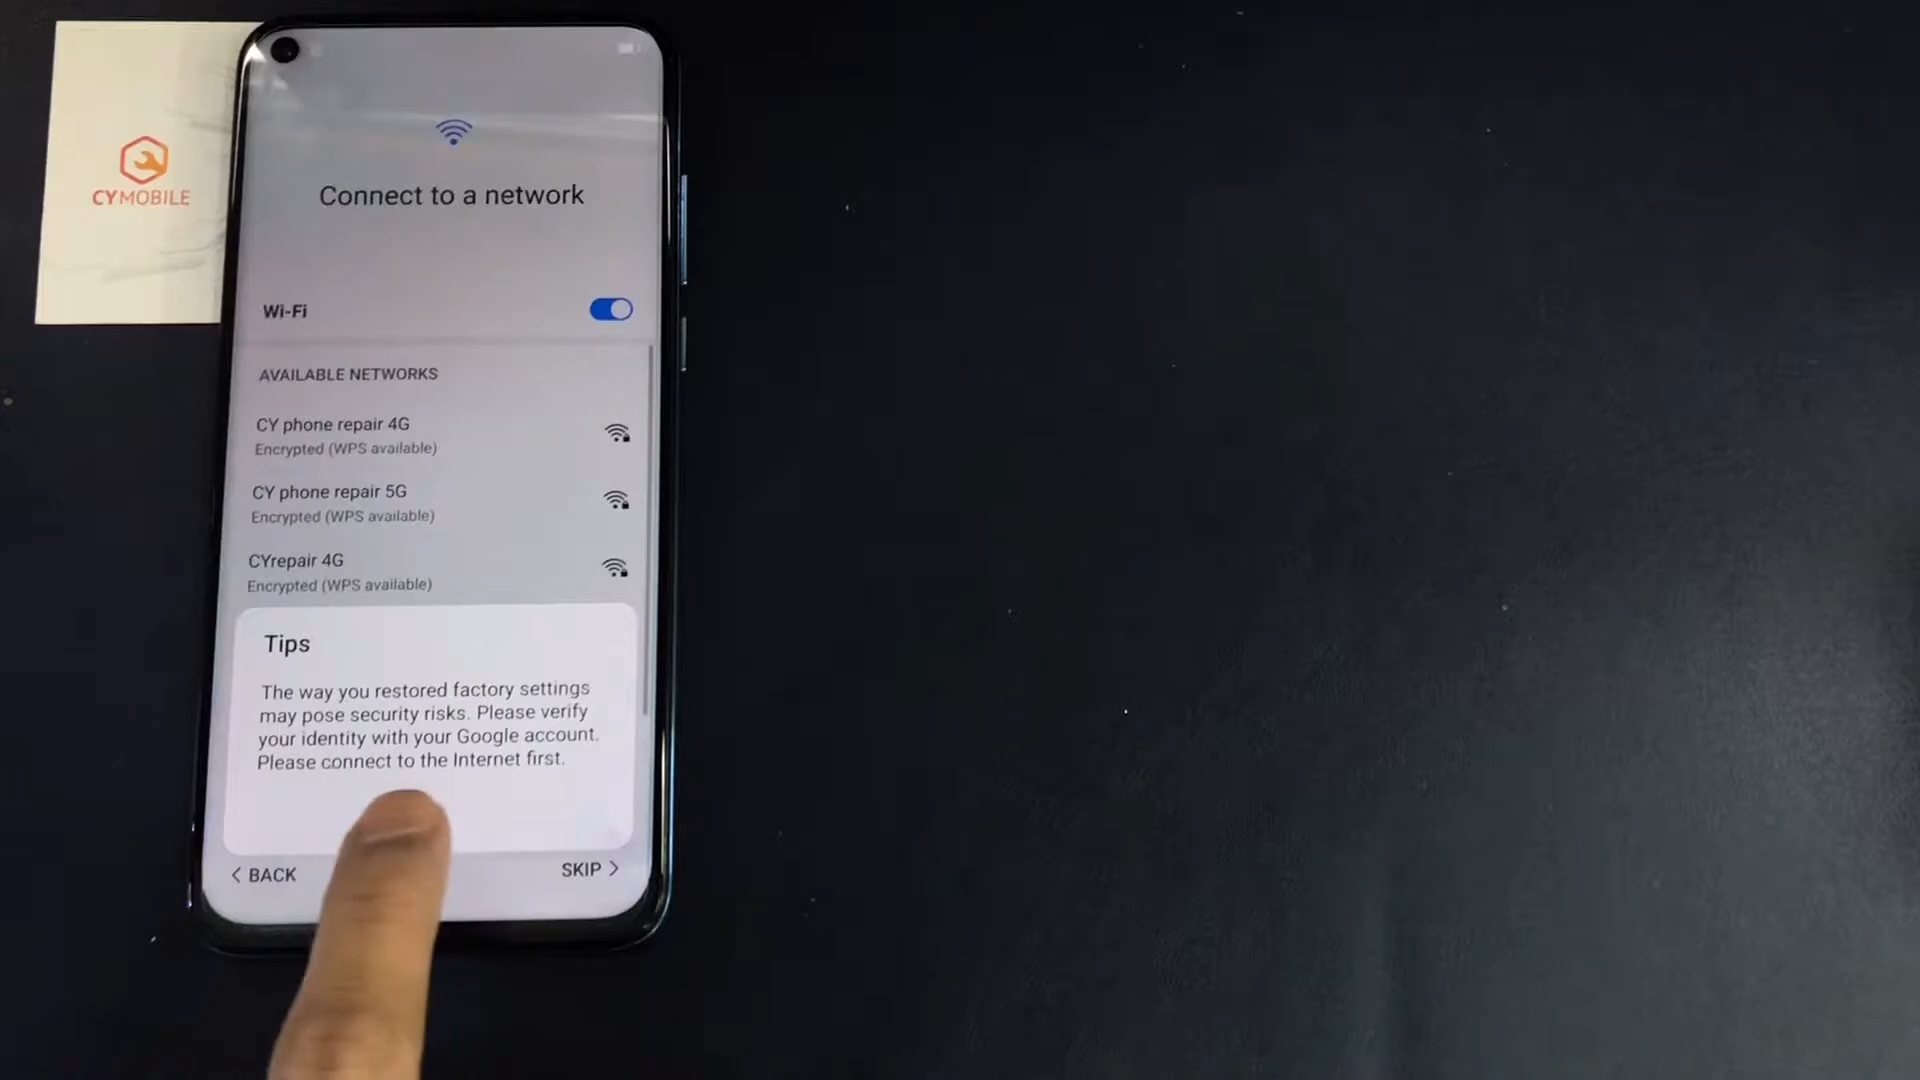 CYMOBILE
Connect to a network
Wi-Fi
AVAILABLE NETWORKS
CY phone repair 4G
Encrypted (WPS available)
CY phone repair 5G
Encrypted (WPS available)
CYrepair 4G
Encrypted (WPS available)
Tips
The way you restored factory settings
may pose security risks. Please verify
your identity with your Google account.
Please connect to the Internet first.
< BACK
SKIP >